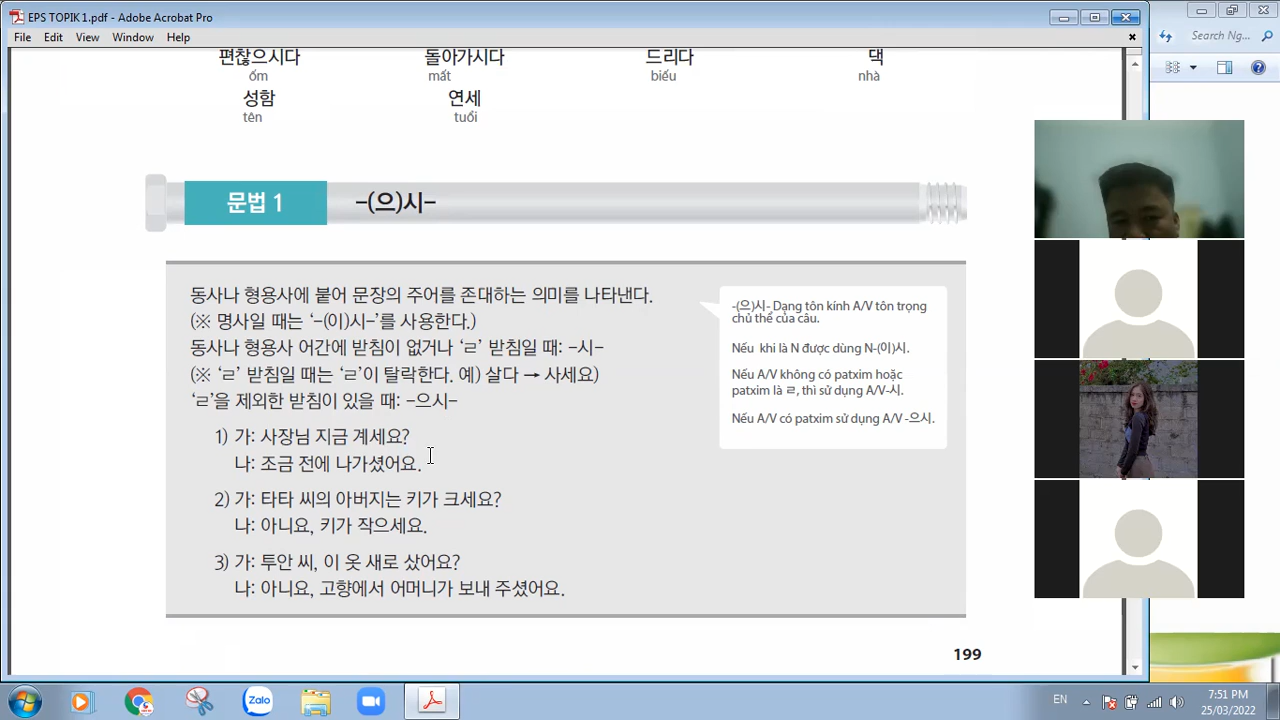 EPS TOPIK 1.pdf - Adobe Acrobat Pro
File Edit View Window Help
Search Ng...
편찮으시다 돌아가시다 드리다 댁
ốm mất biếu nhà
성함 연세
tên tuổi
문법 1 -(으)시-
동사나 형용사에 붙어 문장의 주어를 존대하는 의미를 나타낸다.
(※ 명사일 때는 ‘-(이)시-’를 사용한다.)
동사나 형용사 어간에 받침이 없거나 ‘ㄹ’ 받침일 때: -시-
(※ ‘ㄹ’ 받침일 때는 ‘ㄹ’이 탈락한다. 예) 살다 → 사세요)
‘ㄹ’을 제외한 받침이 있을 때: -으시-
1) 가: 사장님 지금 계세요?
나: 조금 전에 나가셨어요.
2) 가: 타타 씨의 아버지는 키가 크세요?
나: 아니요, 키가 작으세요.
3) 가: 투안 씨, 이 옷 새로 샀어요?
나: 아니요, 고향에서 어머니가 보내 주셨어요.
-(으)시- Dạng tôn kính A/V tôn trọng
chủ thể của câu.
Nếu khi là N được dùng N-(이)시.
Nếu A/V không có patxim hoặc
patxim là ㄹ, thì sử dụng A/V-시.
Nếu A/V có patxim sử dụng A/V -으시.
199
Zalo
EN
7:51 PM
25/03/2022